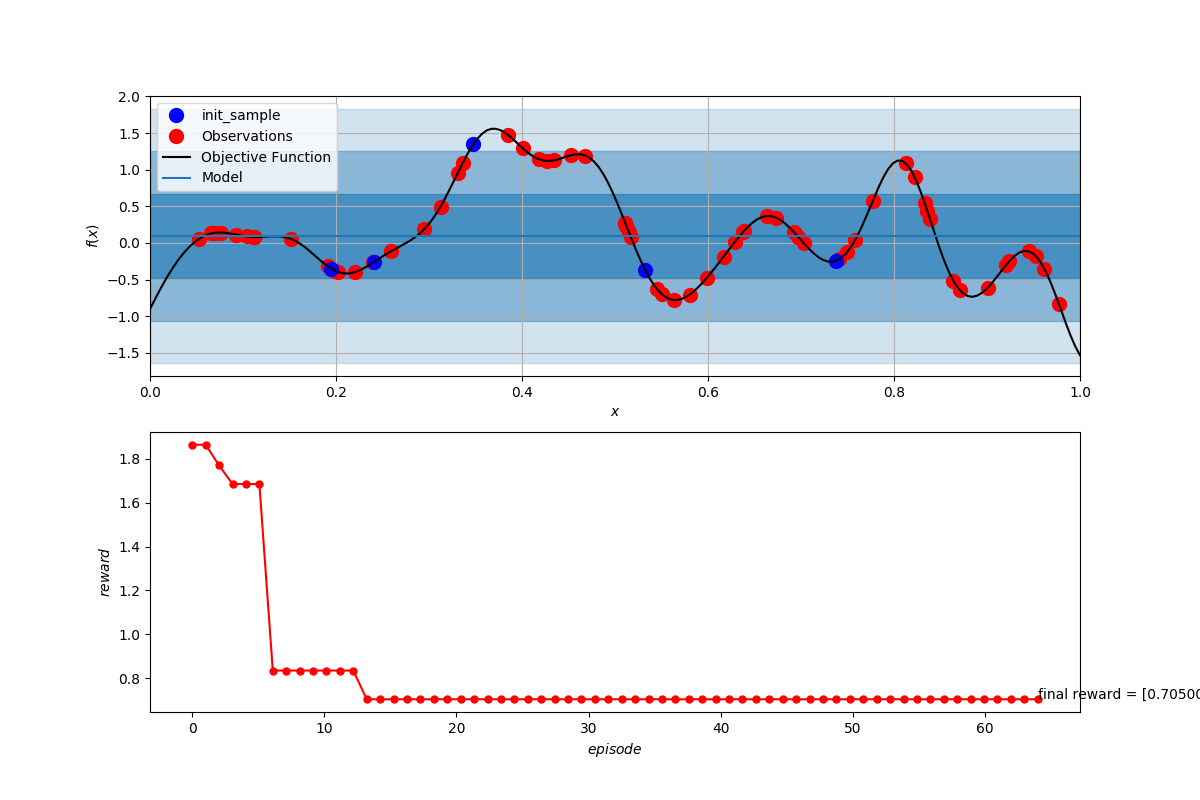 2.0
1.5
1.0
0.5
0.0
−0.5
−1.0
−1.5
f(x)
init_sample
Observations
Objective Function
Model
0.0 0.2 0.4 0.6 0.8 1.0
x
1.8
1.6
1.4
1.2
1.0
0.8
reward
final reward = [0.70500
0 10 20 30 40 50 60
episode